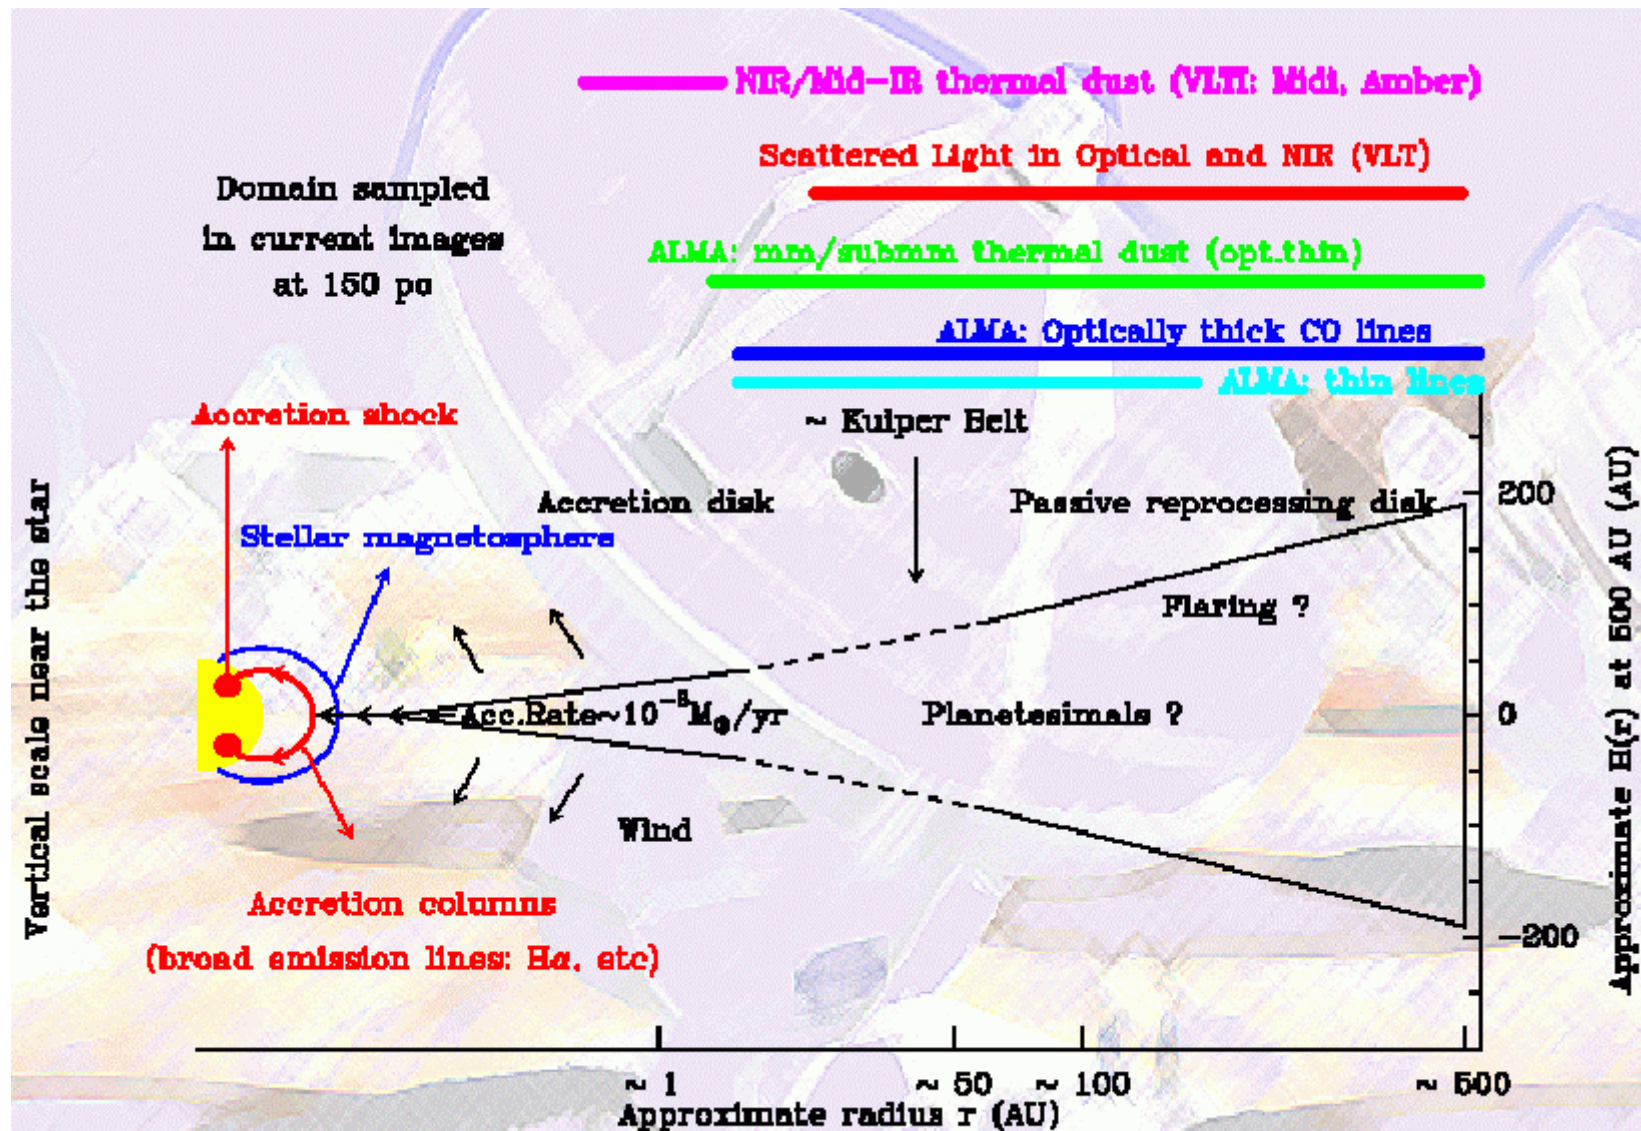 NIR/Mid-IR thermal dust (VLTI: Midi, Amber)
Scattered Light in Optical and NIR (VLT)
Domain sampled
in current images
at 150 pc
ALMA: mm/submm thermal dust (opt.thin)
ALMA: Optically thick CO lines
ALMA: thin lines
Accretion shock
~ Kuiper Belt
Accretion disk
Passive reprocessing disk
200
Stellar magnetosphere
Flaring ?
Vertical scale near the star
Acc.Rate~10⁻⁸M⊙/yr
Planetesimals ?
0
Approximate H(r) at 500 AU (AU)
Wind
Accretion columns
(broad emission lines: Hα, etc)
-200
~ 1
~ 50
~ 100
~ 500
Approximate radius r (AU)